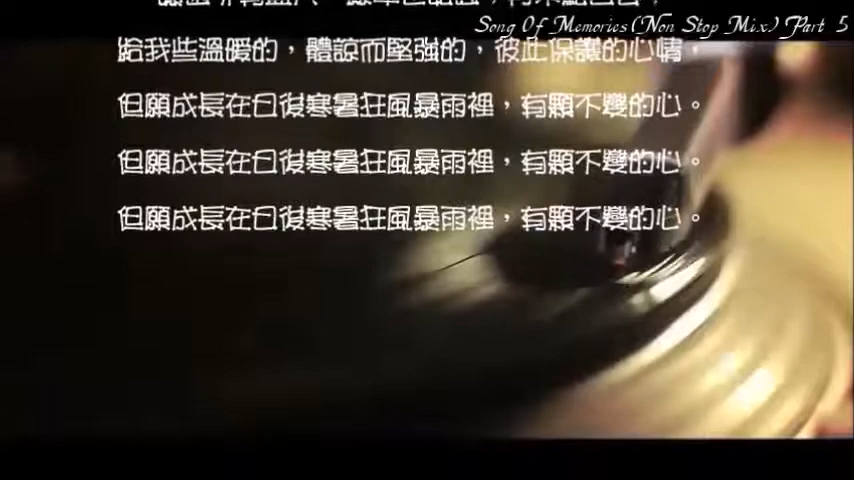 Song Of Memories(Non Stop Mix) Part 5
給我些溫暖的，體諒而堅強的，彼此保護的心情，
但願成長在日後寒暑狂風暴雨裡，有顆不變的心。
但願成長在日後寒暑狂風暴雨裡，有顆不變的心。
但願成長在日後寒暑狂風暴雨裡，有顆不變的心。